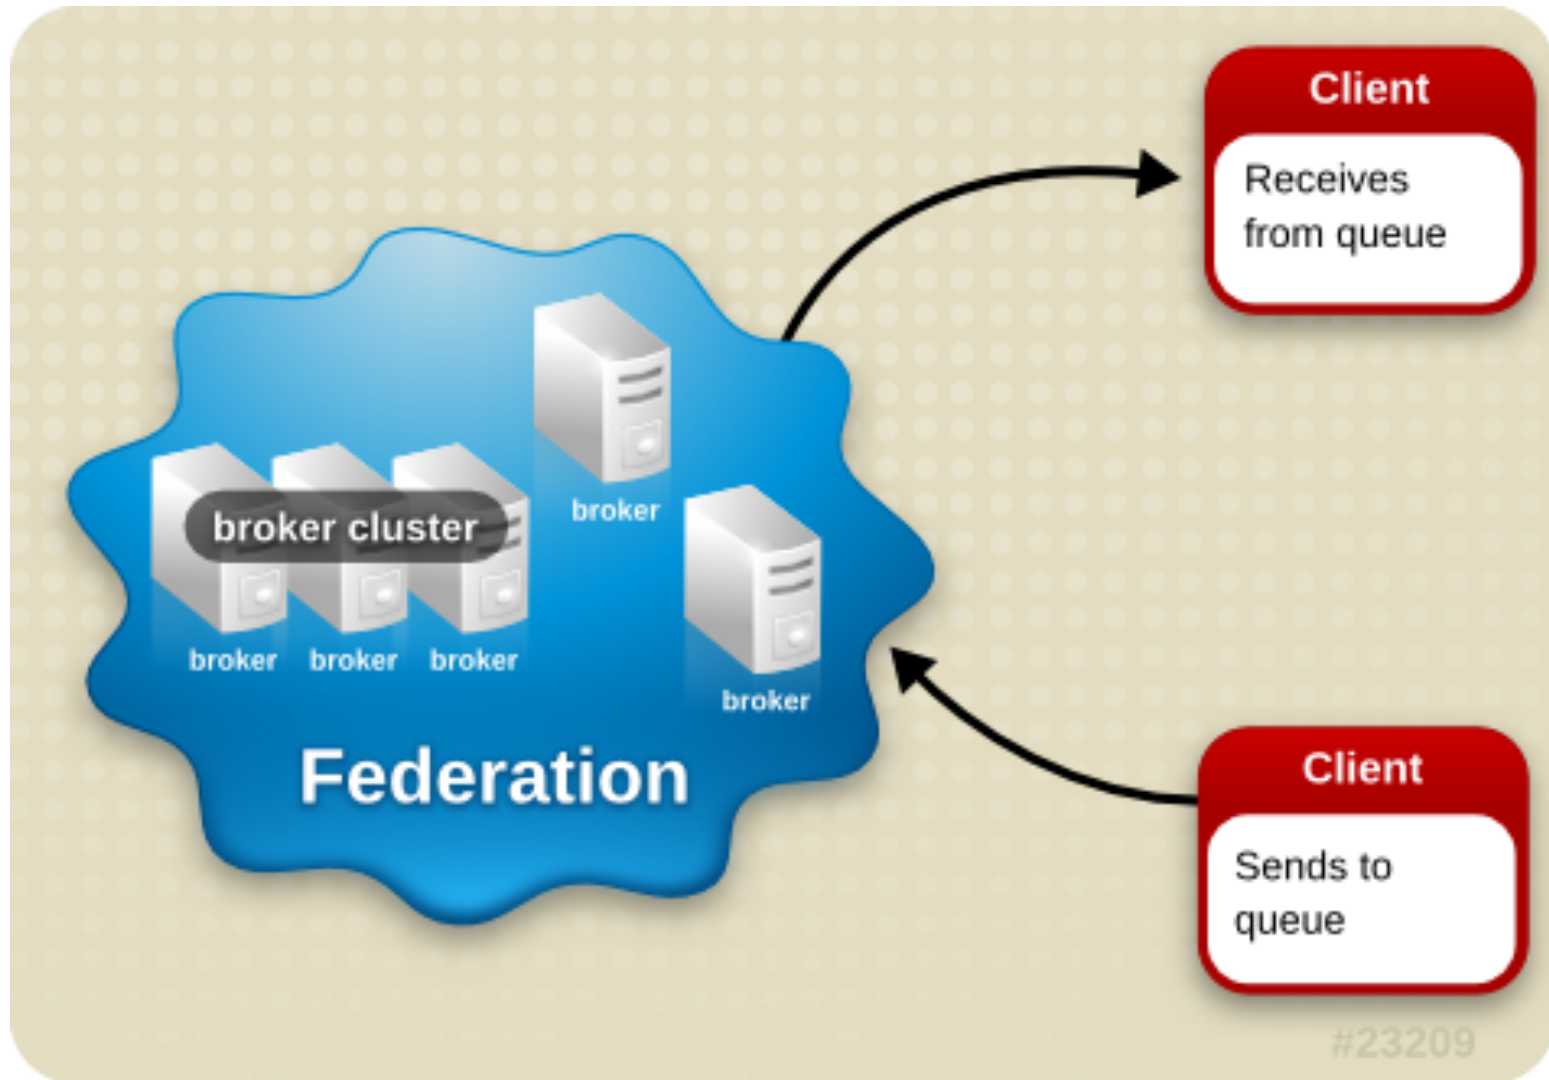 Client
Receives
from queue
broker
broker cluster
broker broker broker
broker
Federation
Client
Sends to
queue
#23209